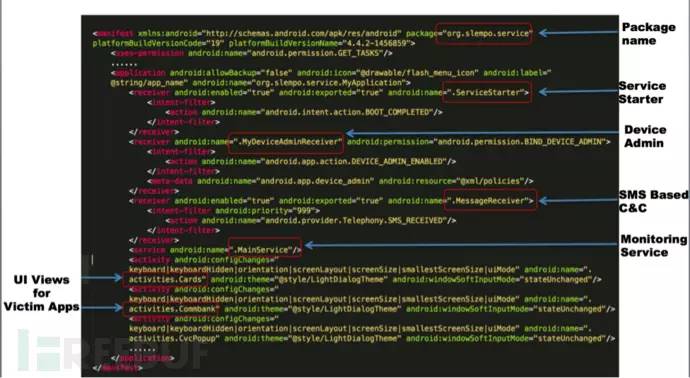 <manifest xmlns:android="http://schemas.android.com/apk/res/android" package="org.slempo.service"
platformBuildVersionCode="19" platformBuildVersionName="4.4.2-1456859">
<uses-permission android:name="android.permission.GET_TASKS"/>
......
<application android:allowBackup="false" android:icon="@drawable/flash_menu_icon" android:label="
@string/app_name" android:name="org.slempo.service.MyApplication">
<receiver android:enabled="true" android:exported="true" android:name=".ServiceStarter">
<intent-filter>
<action android:name="android.intent.action.BOOT_COMPLETED"/>
</intent-filter>
</receiver>
<receiver android:name=".MyDeviceAdminReceiver" android:permission="android.permission.BIND_DEVICE_ADMIN">
<intent-filter>
<action android:name="android.app.action.DEVICE_ADMIN_ENABLED"/>
</intent-filter>
<meta-data android:name="android.app.device_admin" android:resource="@xml/policies"/>
</receiver>
<receiver android:enabled="true" android:exported="true" android:name=".MessageReceiver">
<intent-filter android:priority="999">
<action android:name="android.provider.Telephony.SMS_RECEIVED"/>
</intent-filter>
</receiver>
<service android:name=".MainService"/>
<activity android:configChanges="
keyboard|keyboardHidden|orientation|screenLayout|screenSize|smallestScreenSize|uiMode" android:name=".
activities.Cards" android:theme="@style/LightDialogTheme" android:windowSoftInputMode="stateUnchanged"/>
<activity android:configChanges="
keyboard|keyboardHidden|orientation|screenLayout|screenSize|smallestScreenSize|uiMode" android:name=".
activities.Commbank" android:theme="@style/LightDialogTheme" android:windowSoftInputMode="stateUnchanged"/>
<activity android:configChanges="
keyboard|keyboardHidden|orientation|screenLayout|screenSize|smallestScreenSize|uiMode" android:name=".
activities.CvcPopup" android:theme="@style/LightDialogTheme" android:windowSoftInputMode="stateUnchanged"/>
......
</application>
</manifest>
Package
name
Service
Starter
Device
Admin
SMS Based
C&C
Monitoring
Service
UI Views
for
Victim Apps
FREEBUF